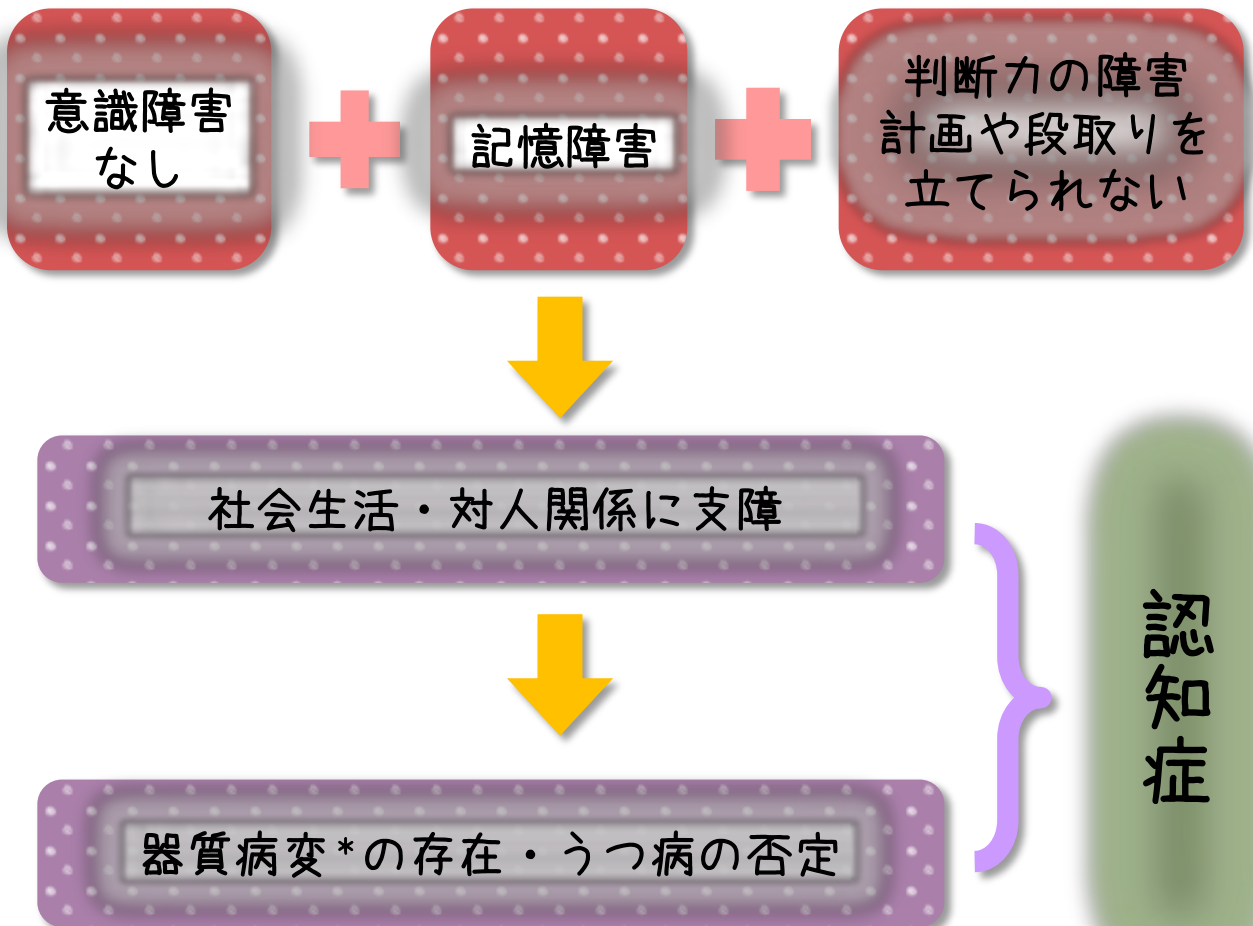 意識障害
なし
記憶障害
判断力の障害
計画や段取りを
立てられない
社会生活・対人関係に支障
器質病変*の存在・うつ病の否定
認知症